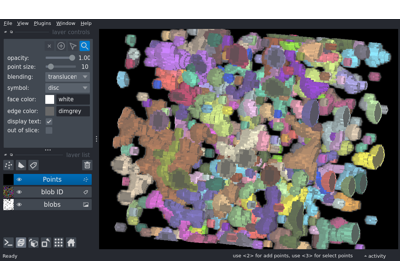 File View Plugins Window Help
layer controls
opacity: 1.00
point size: 10
blending: translucen
symbol: disc
face color: white
edge color: dimgrey
display text:
out of slice:
layer list
Points
blob ID
blobs
Ready use <2> for add points, use <3> for select points activity